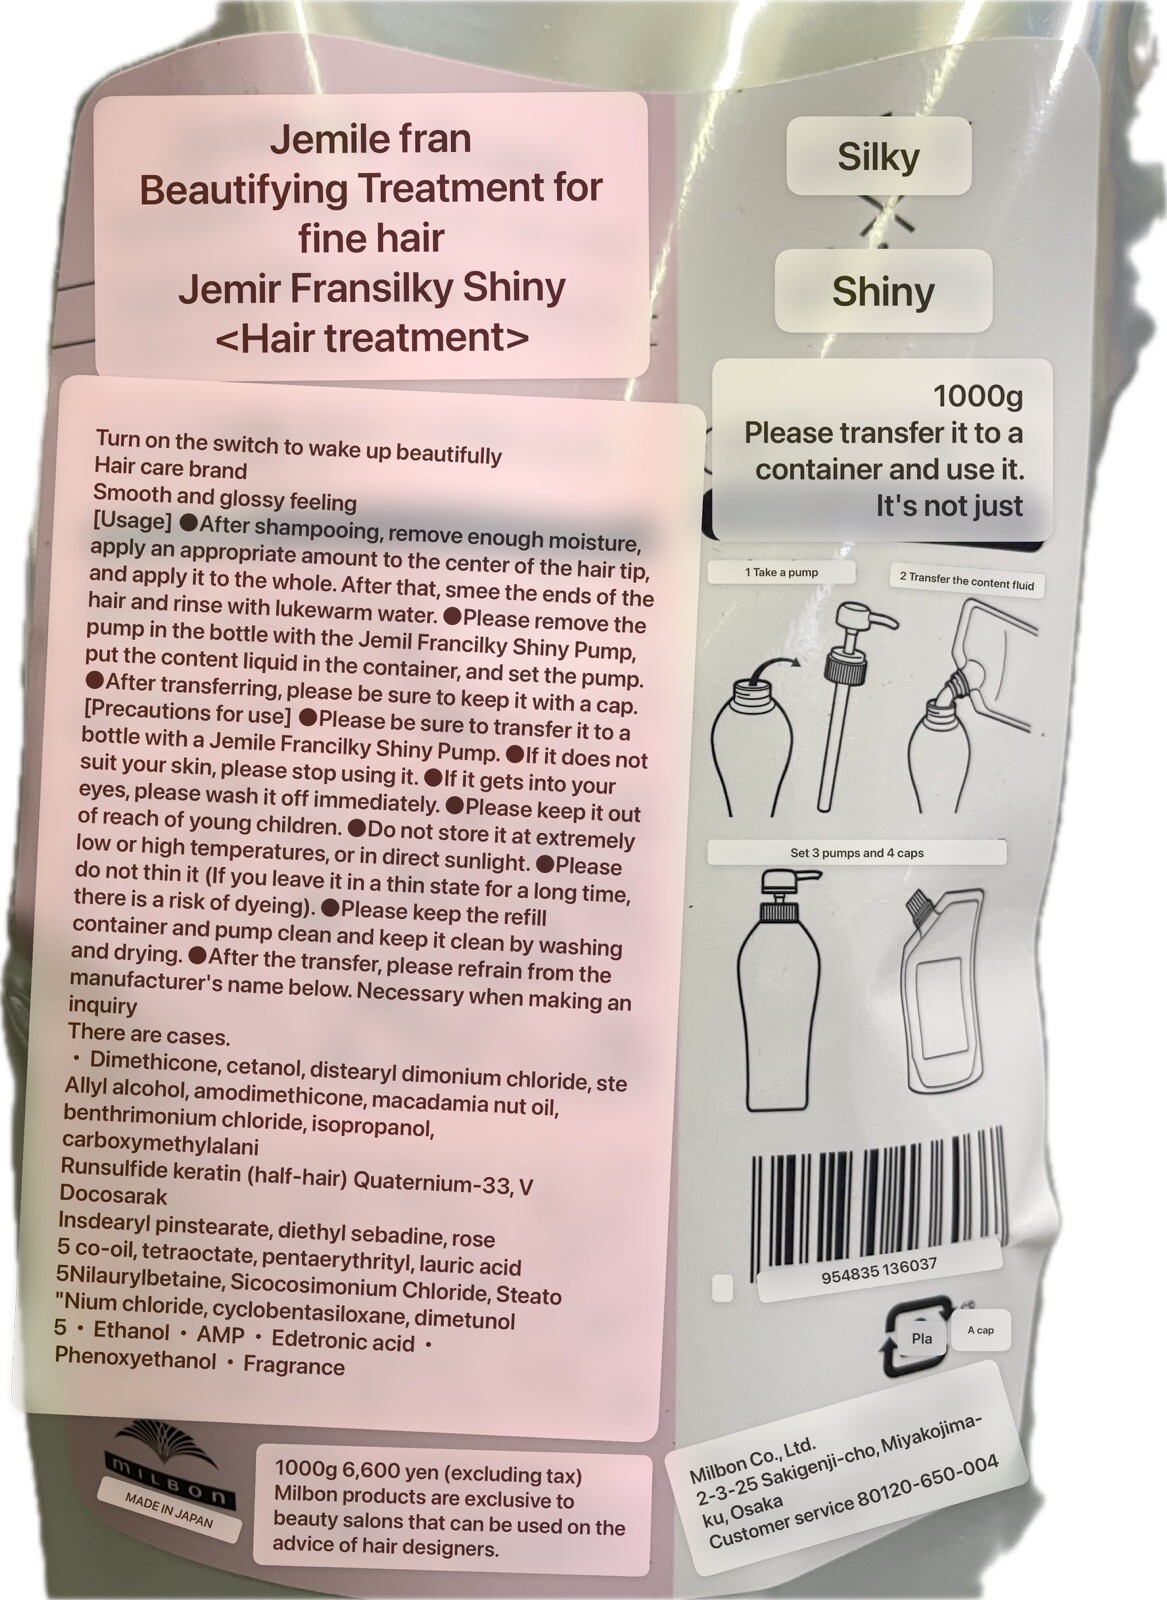 Jemile fran
Beautifying Treatment for
fine hair
Jemir Fransilky Shiny
<Hair treatment>
Turn on the switch to wake up beautifully
Hair care brand
Smooth and glossy feeling
[Usage] ●After shampooing, remove enough moisture,
apply an appropriate amount to the center of the hair tip,
and apply it to the whole. After that, smee the ends of the
hair and rinse with lukewarm water. ●Please remove the
pump in the bottle with the Jemil Francilky Shiny Pump,
put the content liquid in the container, and set the pump.
●After transferring, please be sure to keep it with a cap.
[Precautions for use] ●Please be sure to transfer it to a
bottle with a Jemile Francilky Shiny Pump. ●If it does not
suit your skin, please stop using it. ●If it gets into your
eyes, please wash it off immediately. ●Please keep it out
of reach of young children. ●Do not store it at extremely
low or high temperatures, or in direct sunlight. ●Please
do not thin it (If you leave it in a thin state for a long time,
there is a risk of dyeing). ●Please keep the refill
container and pump clean and keep it clean by washing
and drying. ●After the transfer, please refrain from the
manufacturer's name below. Necessary when making an
inquiry
There are cases.
・ Dimethicone, cetanol, distearyl dimonium chloride, ste
Allyl alcohol, amodimethicone, macadamia nut oil,
benthrimonium chloride, isopropanol,
carboxymethylalani
Runsulfide keratin (half-hair) Quaternium-33, V
Docosarak
Insdearyl pinstearate, diethyl sebadine, rose
5 co-oil, tetraoctate, pentaerythrityl, lauric acid
5Nilaurylbetaine, Sicocosimonium Chloride, Steato
"Nium chloride, cyclobentasiloxane, dimetunol
5・Ethanol・AMP・Edetronic acid・
Phenoxyethanol・Fragrance
MILBON
MADE IN JAPAN
1000g 6,600 yen (excluding tax)
Milbon products are exclusive to
beauty salons that can be used on the
advice of hair designers.
Silky
Shiny
1000g
Please transfer it to a
container and use it.
It's not just
1 Take a pump
2 Transfer the content fluid
Set 3 pumps and 4 caps
954835 136037
Pla
A cap
Milbon Co., Ltd.
2-3-25 Sakigenji-cho, Miyakojima-
ku, Osaka
Customer service 80120-650-004